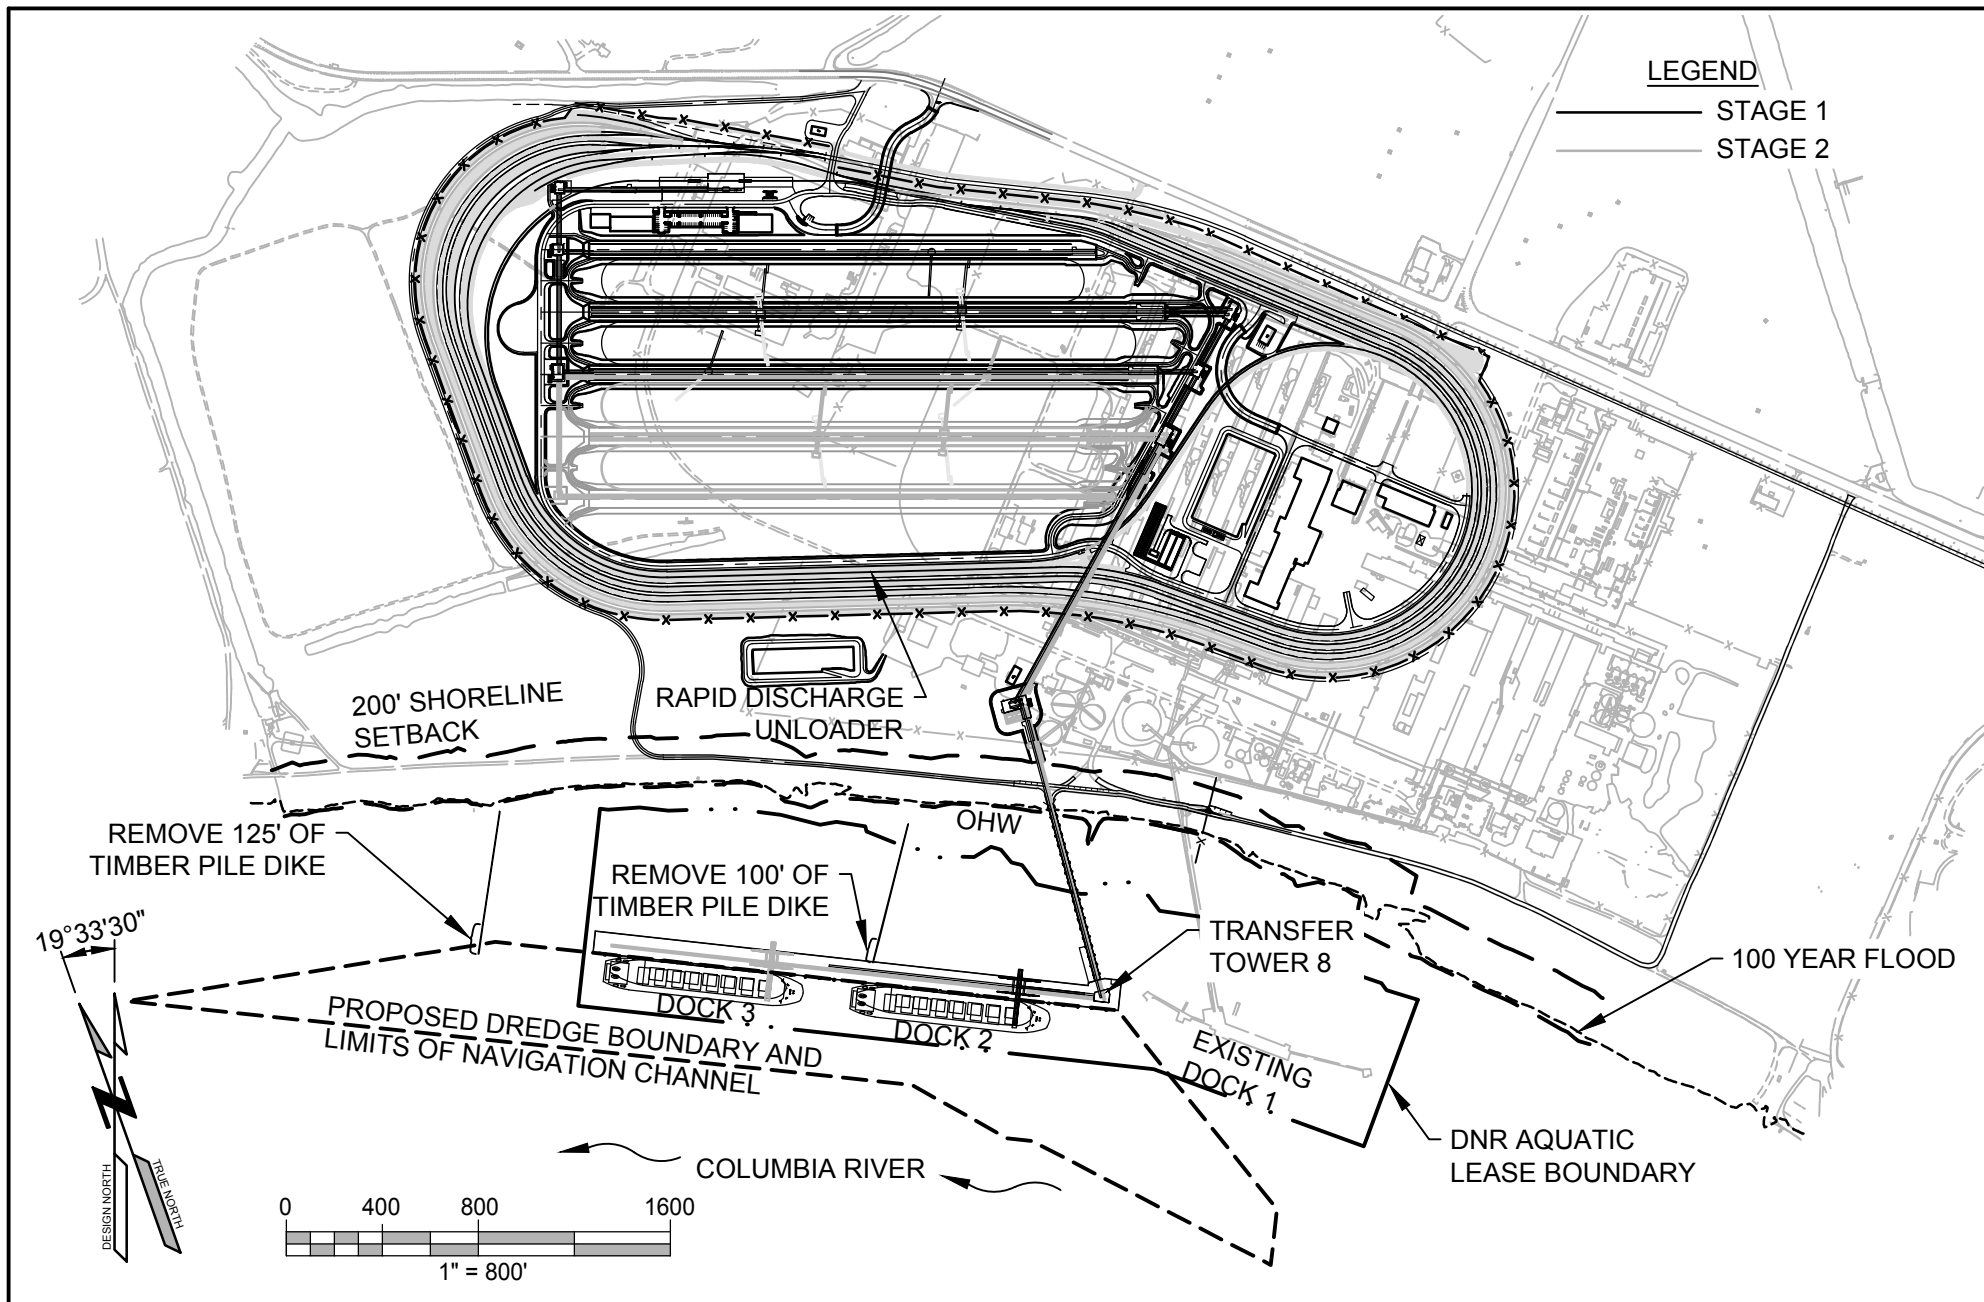 LEGEND
STAGE 1
STAGE 2
200' SHORELINE
SETBACK
RAPID DISCHARGE
UNLOADER
OHW
REMOVE 125' OF
TIMBER PILE DIKE
REMOVE 100' OF
TIMBER PILE DIKE
19°33'30"
TRANSFER
TOWER 8
100 YEAR FLOOD
DOCK 3
DOCK 2
EXISTING
DOCK 1
PROPOSED DREDGE BOUNDARY AND
LIMITS OF NAVIGATION CHANNEL
DNR AQUATIC
LEASE BOUNDARY
COLUMBIA RIVER
DESIGN NORTH
TRUE NORTH
0 400 800 1600
1" = 800'